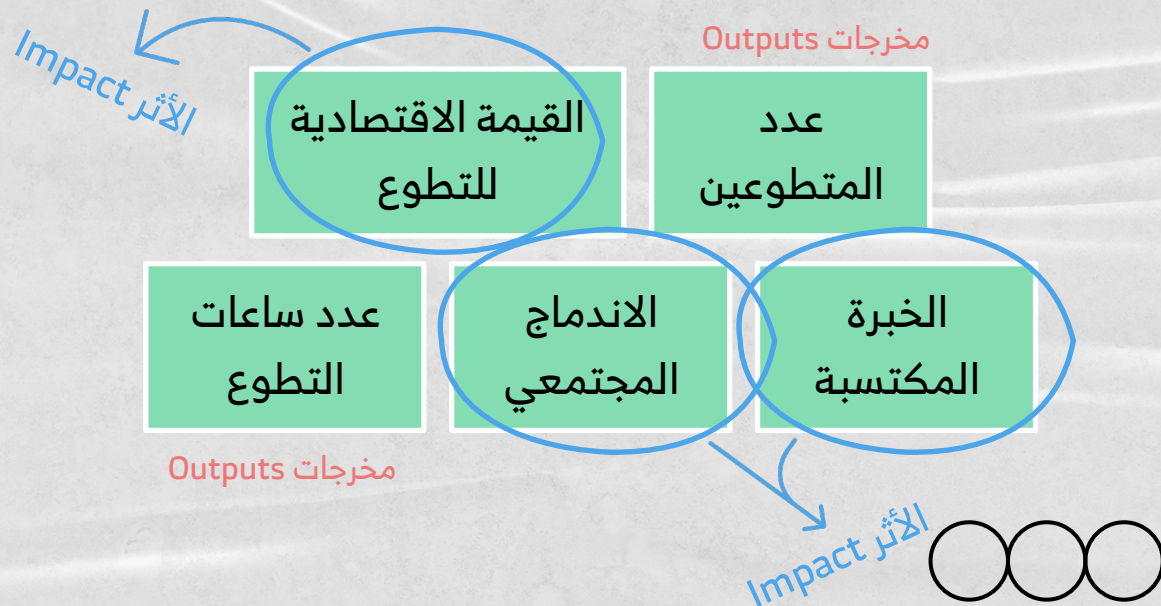 مخرجات Outputs
الأثر Impact
عدد
المتطوعين
القيمة الاقتصادية
للتطوع
الخبرة
المكتسبة
الاندماج
المجتمعي
عدد ساعات
التطوع
مخرجات Outputs
الأثر Impact